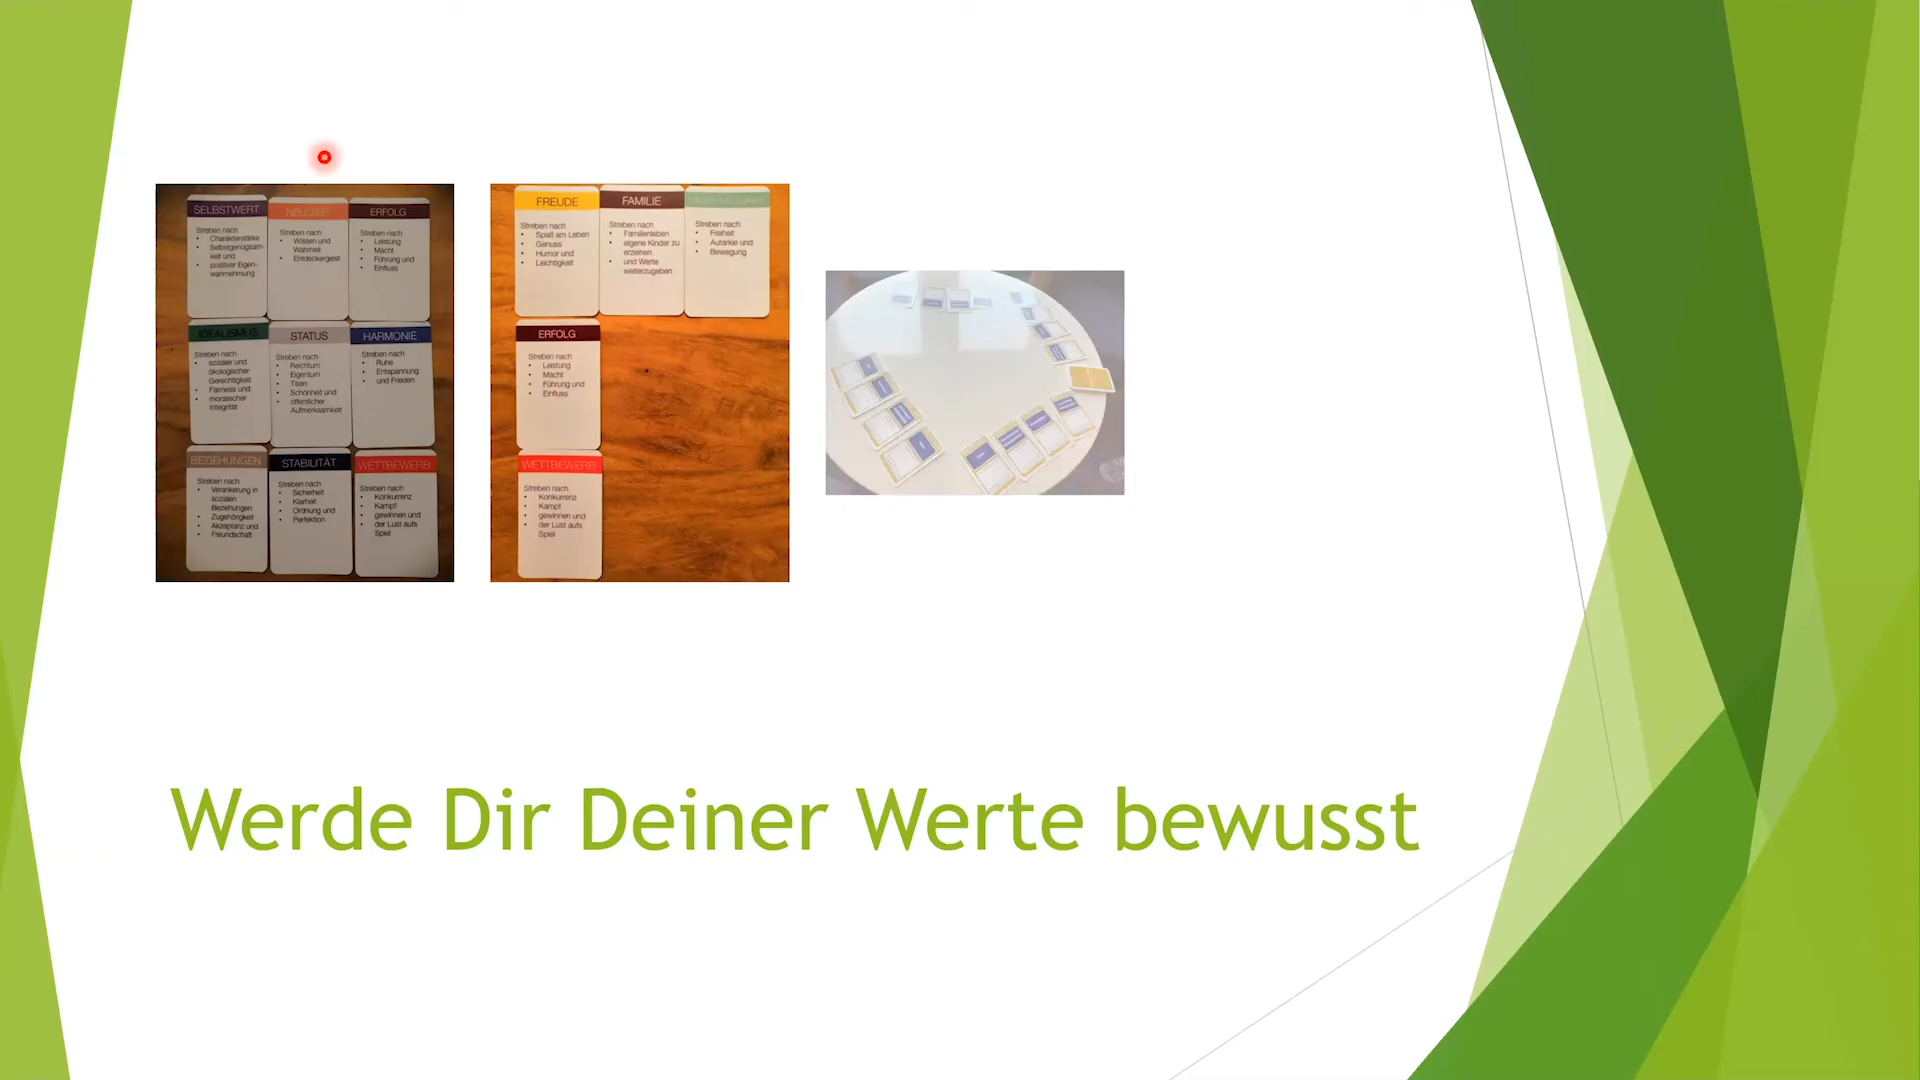 SELBSTWERT
Streben nach
• Charakterstärke
• Selbstgenügsam-
keit und
• positiver Eigen-
wahrnehmung
NEUGIER
Streben nach
• Wissen und
Wahrheit
• Entdeckergeist
ERFOLG
Streben nach
• Leistung
• Macht
• Führung und
• Einfluss
IDEALISMUS
Streben nach
• sozialer und
ökologischer
Gerechtigkeit
• Fairness und
• moralischer
Integrität
STATUS
Streben nach
• Reichtum
• Eigentum
• Titeln
• Schönheit und
• öffentlicher
Aufmerksamkeit
HARMONIE
Streben nach
• Ruhe
• Entspannung
• und Frieden
BEZIEHUNGEN
Streben nach
• Verankerung in
sozialen
Beziehungen
• Zugehörigkeit
• Akzeptanz und
• Freundschaft
STABILITÄT
Streben nach
• Sicherheit
• Klarheit
• Ordnung und
• Perfektion
WETTBEWERB
Streben nach
• Konkurrenz
• Kampf
• gewinnen und
• der Lust aufs
Spiel
FREUDE
Streben nach
• Spaß am Leben
• Genuss
• Humor und
• Leichtigkeit
FAMILIE
Streben nach
• Familienleben
• eigene Kinder zu
erziehen
• und Werte
weiterzugeben
Streben nach
• Freiheit
• Autarkie und
• Bewegung
ERFOLG
Streben nach
• Leistung
• Macht
• Führung und
• Einfluss
WETTBEWERB
Streben nach
• Konkurrenz
• Kampf
• gewinnen und
• der Lust aufs
Spiel
Werde Dir Deiner Werte bewusst